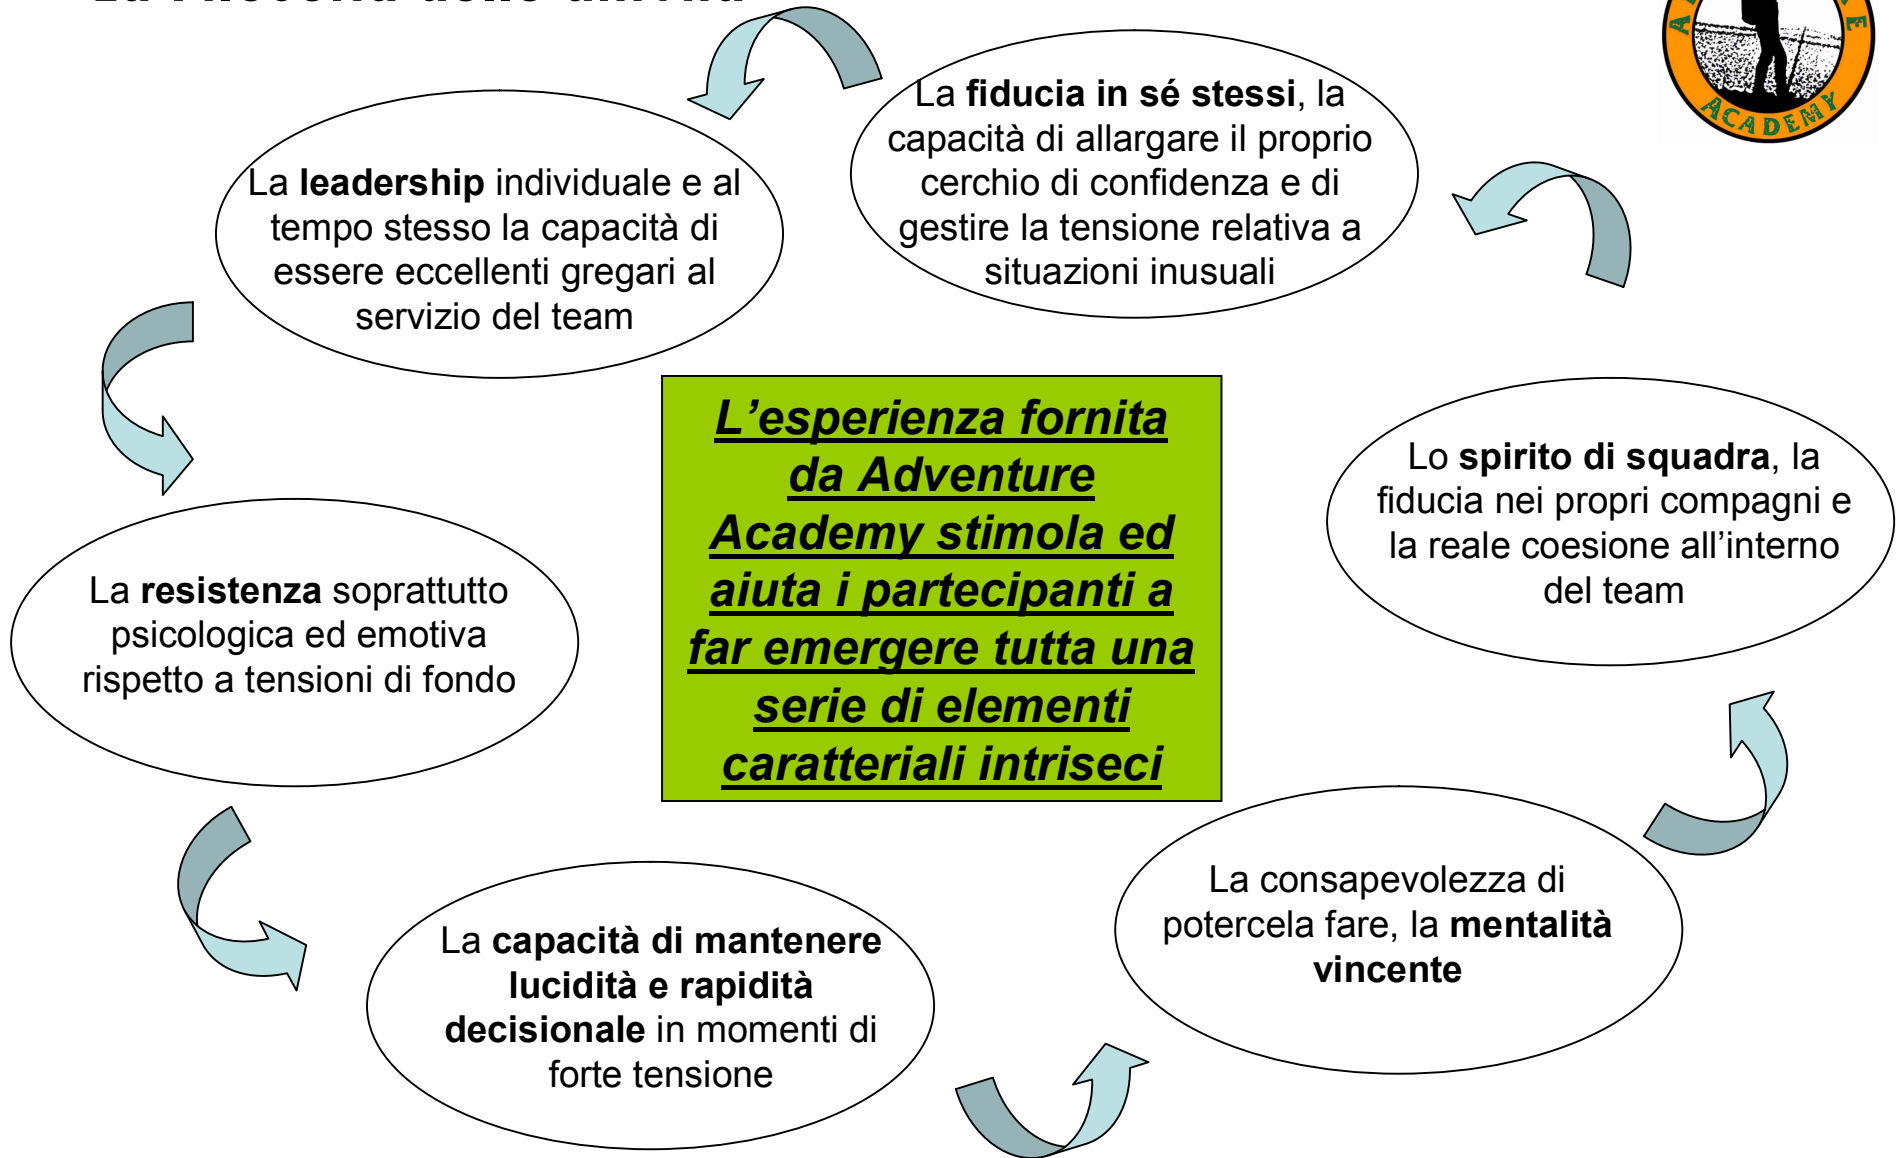 La fiducia in sé stessi, la
capacità di allargare il proprio
cerchio di confidenza e di
gestire la tensione relativa a
situazioni inusuali
La leadership individuale e al
tempo stesso la capacità di
essere eccellenti gregari al
servizio del team
ACADEMY
L’esperienza fornita
da Adventure
Academy stimola ed
aiuta i partecipanti a
far emergere tutta una
serie di elementi
caratteriali intriseci
Lo spirito di squadra, la
fiducia nei propri compagni e
la reale coesione all’interno
del team
La resistenza soprattutto
psicologica ed emotiva
rispetto a tensioni di fondo
La consapevolezza di
potercela fare, la mentalità
vincente
La capacità di mantenere
lucidità e rapidità
decisionale in momenti di
forte tensione